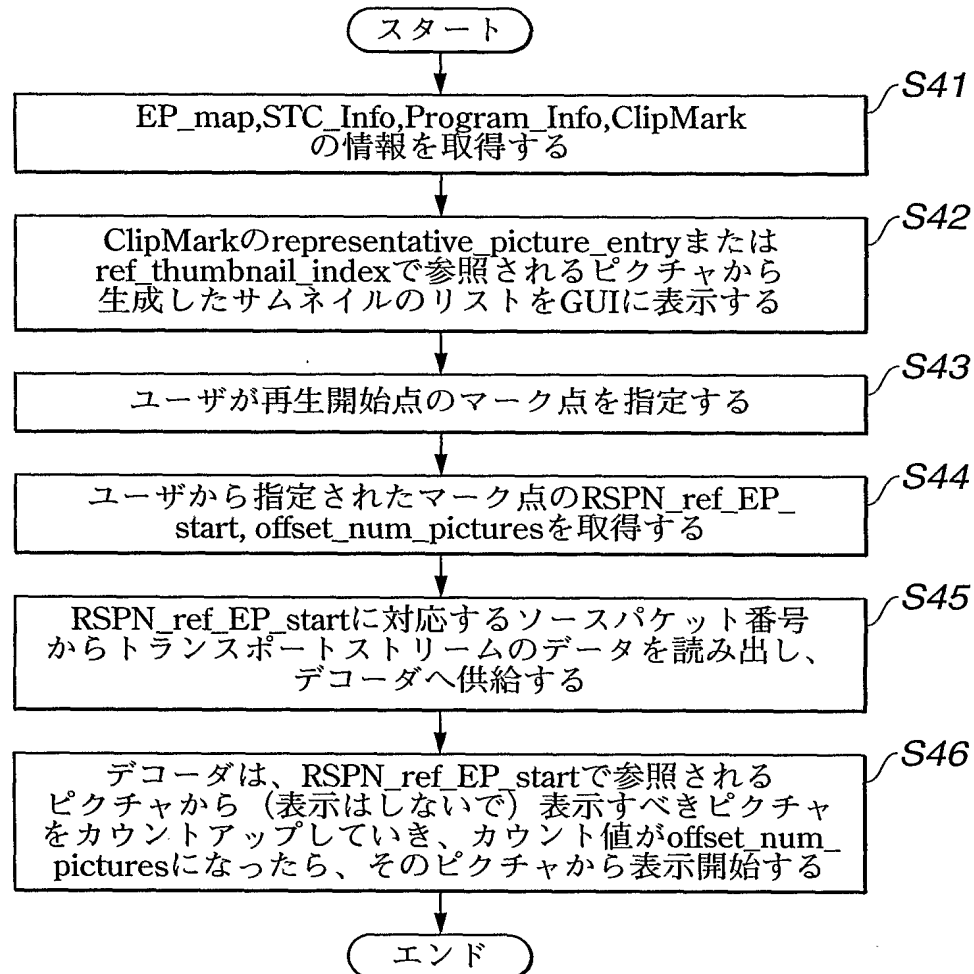 スタート
S41
EP_map,STC_Info,Program_Info,ClipMark
の情報を取得する
S42
ClipMarkのrepresentative_picture_entryまたは
ref_thumbnail_indexで参照されるピクチャから
生成したサムネイルのリストをGUIに表示する
S43
ユーザが再生開始点のマーク点を指定する
S44
ユーザから指定されたマーク点のRSPN_ref_EP_
start, offset_num_picturesを取得する
S45
RSPN_ref_EP_startに対応するソースパケット番号
からトランスポートストリームのデータを読み出し、
デコーダへ供給する
S46
デコーダは、RSPN_ref_EP_startで参照される
ピクチャから（表示はしないで）表示すべきピクチャ
をカウントアップしていき、カウント値がoffset_num_
picturesになったら、そのピクチャから表示開始する
エンド